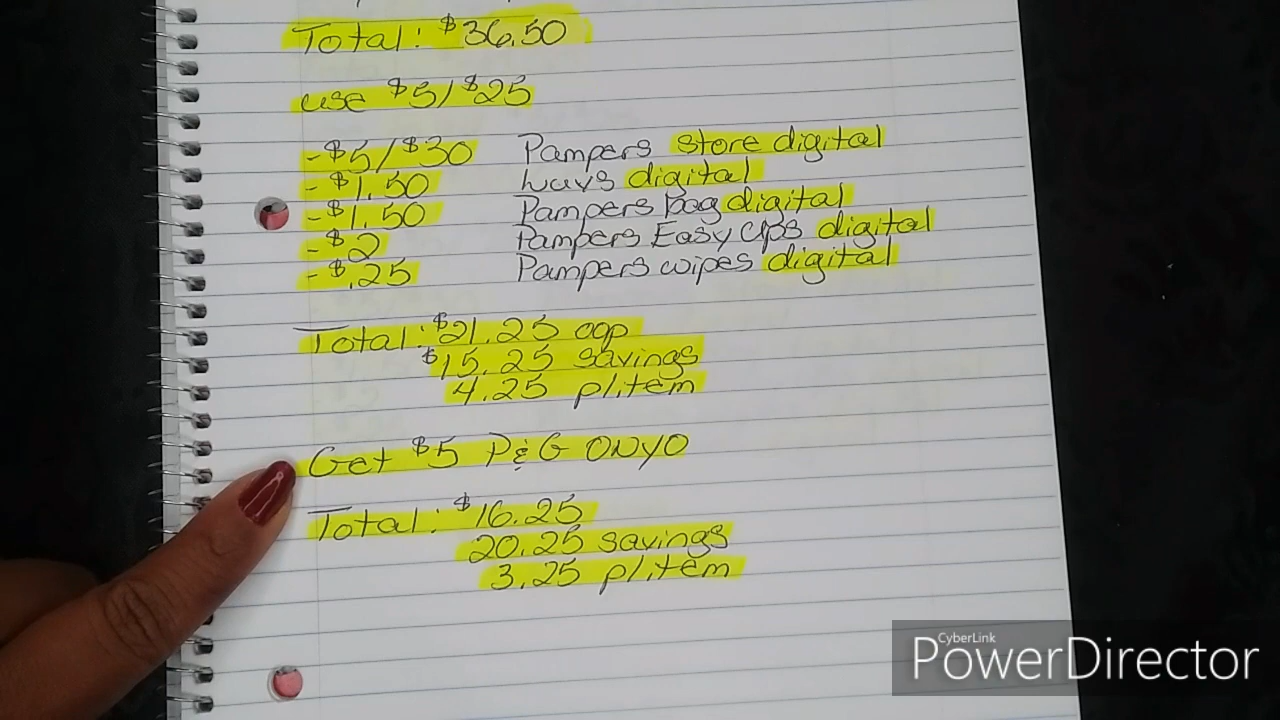 Total: $36.50
use $5/$25
-$5/$30 Pampers store digital
-$1.50 Luvs digital
-$1.50 Pampers bag digital
-$2 Pampers Easy ups digital
-$.25 Pampers wipes digital
Total: $21.25 oop
$15.25 savings
4.25 p/item
Get $5 P&G ONYO
Total: $16.25
20.25 savings
3.25 p/item
CyberLink
PowerDirector